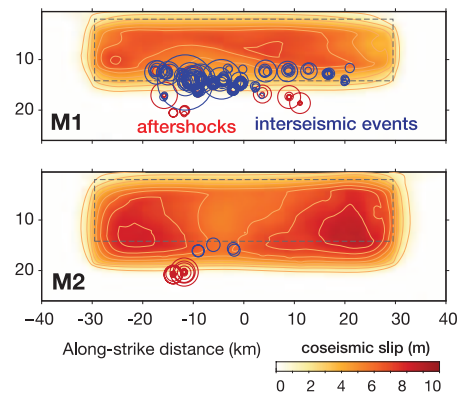 10
20
M1
aftershocks
interseismic events
0
10
20
M2
-40 -30 -20 -10 0 10 20 30 40
Along-strike distance (km)
coseismic slip (m)
0 2 4 6 8 10